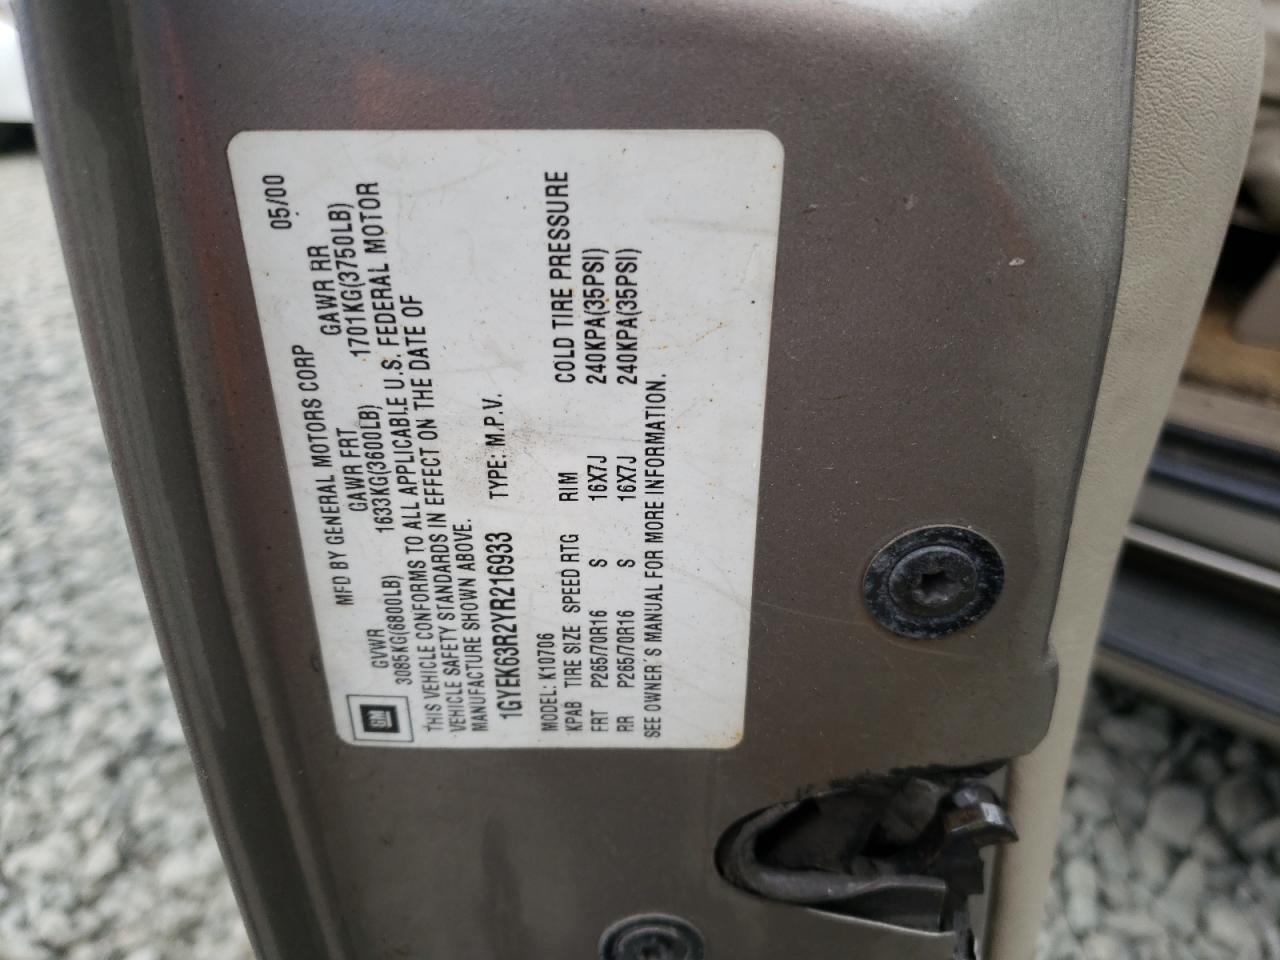 GM
MFD BY GENERAL MOTORS CORP 05/00
GVWR GAWR FRT GAWR RR
3085KG(6800LB) 1633KG(3600LB) 1701KG(3750LB)
THIS VEHICLE CONFORMS TO ALL APPLICABLE U.S. FEDERAL MOTOR
VEHICLE SAFETY STANDARDS IN EFFECT ON THE DATE OF
MANUFACTURE SHOWN ABOVE.
1GYEK63R2YR216933 TYPE: M.P.V.
MODEL: K10706
KPAB TIRE SIZE SPEED RTG RIM COLD TIRE PRESSURE
FRT P265/70R16 S 16X7J 240KPA(35PSI)
RR P265/70R16 S 16X7J 240KPA(35PSI)
SEE OWNER'S MANUAL FOR MORE INFORMATION.